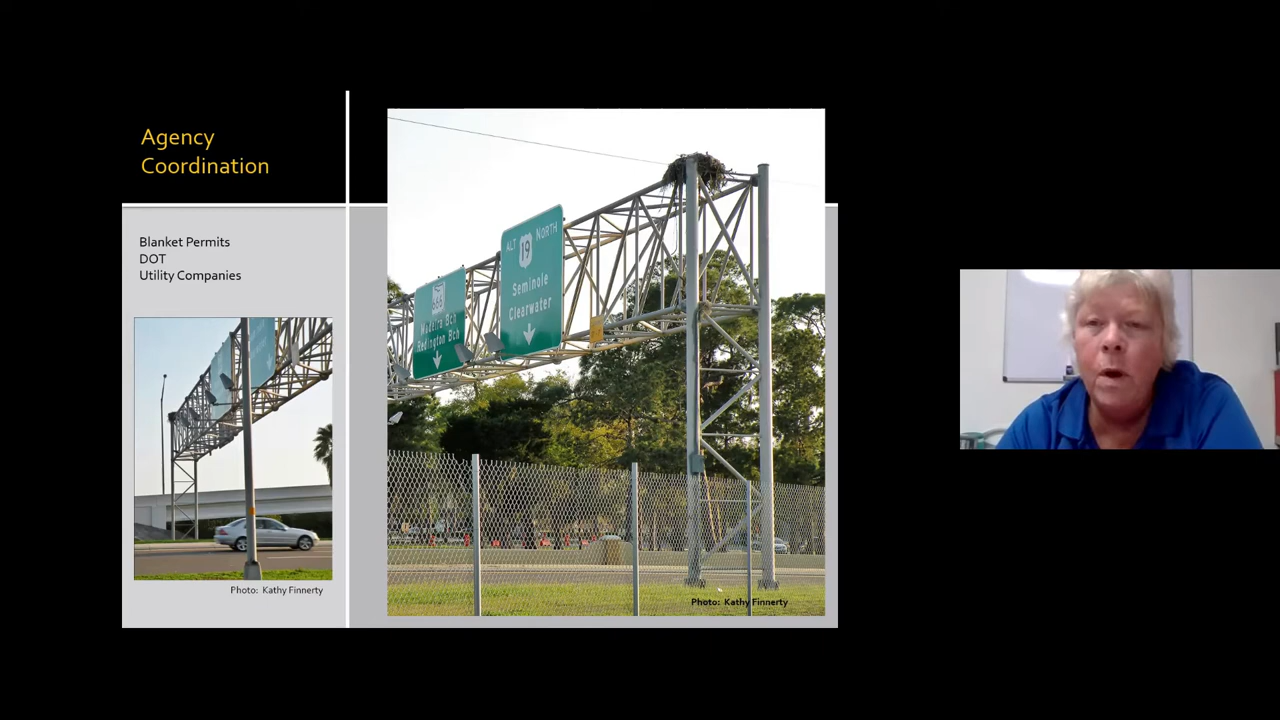 Agency
Coordination
Blanket Permits
DOT
Utility Companies
Photo: Kathy Finnerty
ALT 19 NORTH
Seminole
Clearwater
666
Madeira Bch
Redington Bch
Photo: Kathy Finnerty